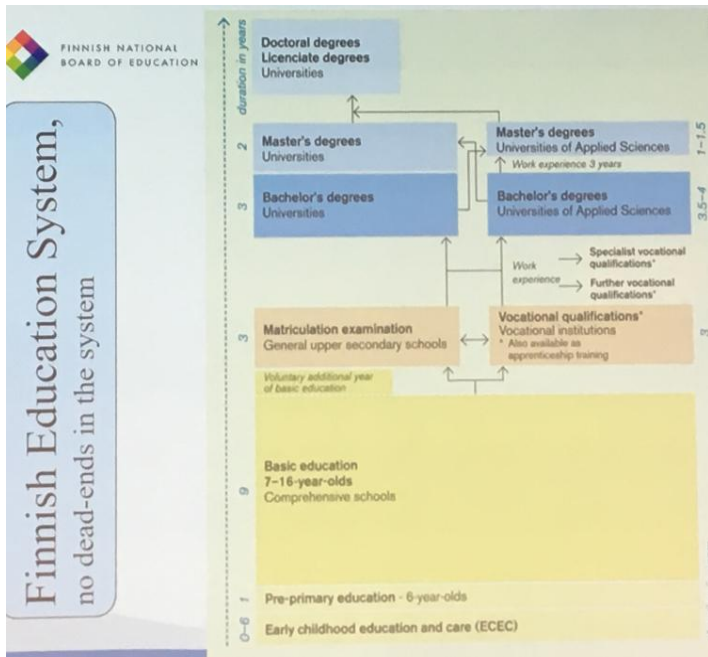 FINNISH NATIONAL
BOARD OF EDUCATION
Finnish Education System,
no dead-ends in the system
duration in years
Doctoral degrees
Licenciate degrees
Universities
2
Master's degrees
Universities
Master's degrees
Universities of Applied Sciences
1–1.5
Work experience 3 years
3
Bachelor's degrees
Universities
Bachelor's degrees
Universities of Applied Sciences
3.5–4
Work
experience
Specialist vocational
qualifications*
Further vocational
qualifications*
3
Matriculation examination
General upper secondary schools
Vocational qualifications*
Vocational institutions
* Also available as
apprenticeship training
3
Voluntary additional year
of basic education
9
Basic education
7–16-year-olds
Comprehensive schools
1
Pre-primary education - 6-year-olds
0–6
Early childhood education and care (ECEC)